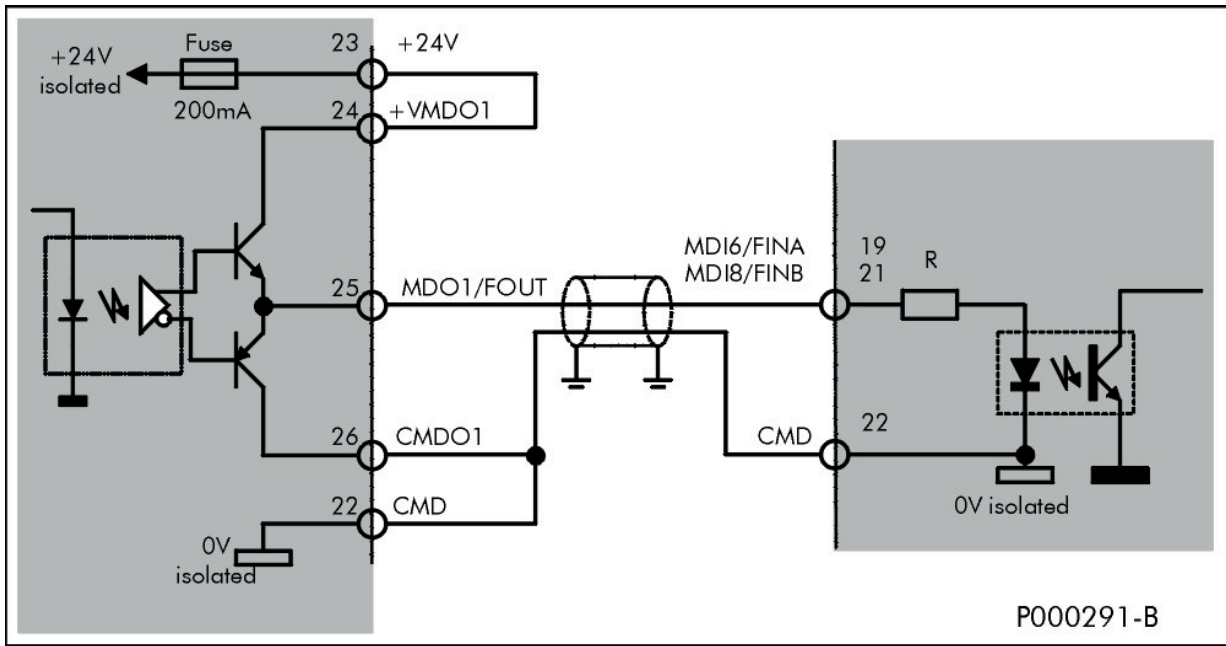 Fuse
23
+24V
+24V
isolated
200mA
24
+VMDO1
MDI6/FINA
MDI8/FINB
19
21
R
25
MDO1/FOUT
26
CMDO1
CMD
22
22
CMD
0V isolated
0V
isolated
P000291-B